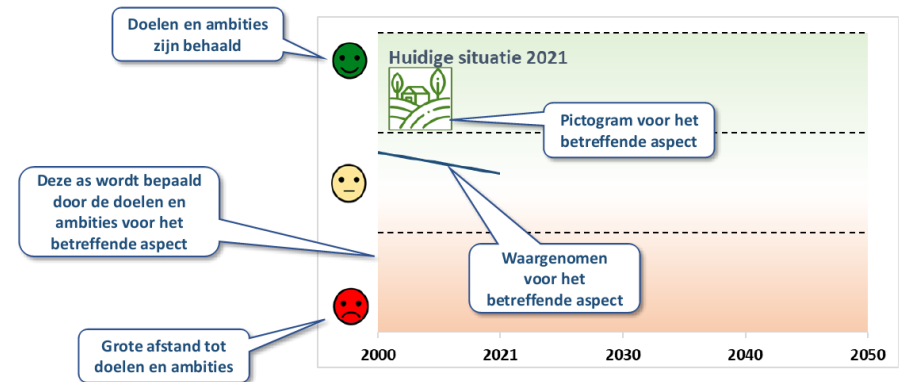 Doelen en ambities
zijn behaald
Huidige situatie 2021
Pictogram voor het
betreffende aspect
Deze as wordt bepaald
door de doelen en
ambities voor het
betreffende aspect
Waargenomen
voor het
betreffende aspect
Grote afstand tot
doelen en ambities
2000 2021 2030 2040 2050